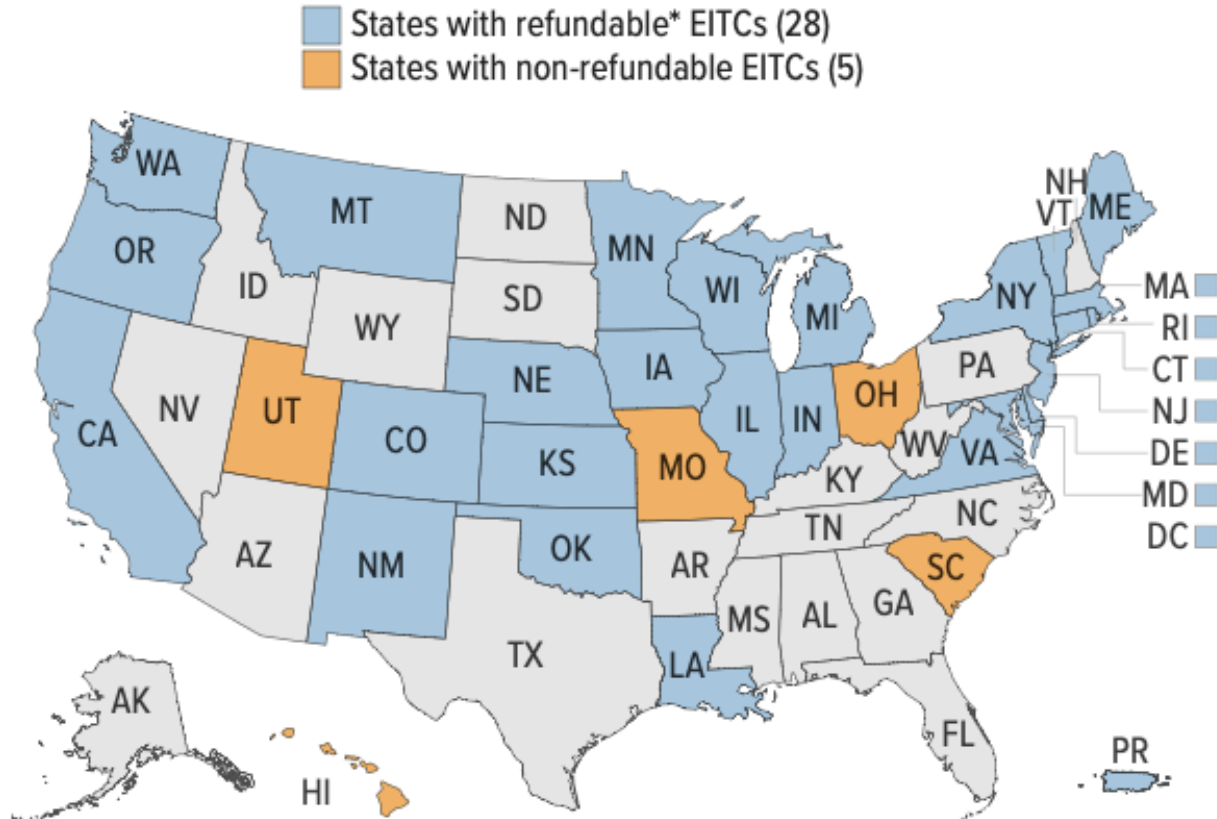 States with refundable* EITCs (28)
States with non-refundable EITCs (5)
WA
MT
ND
MN
NH
VT
ME
OR
ID
SD
WI
MI
NY
MA
WY
RI
IA
PA
CT
NE
NV
UT
CO
IL
IN
OH
NJ
CA
WV
VA
DE
KS
MO
KY
MD
NC
TN
DC
AZ
NM
OK
AR
SC
MS
AL
GA
TX
LA
AK
FL
PR
HI